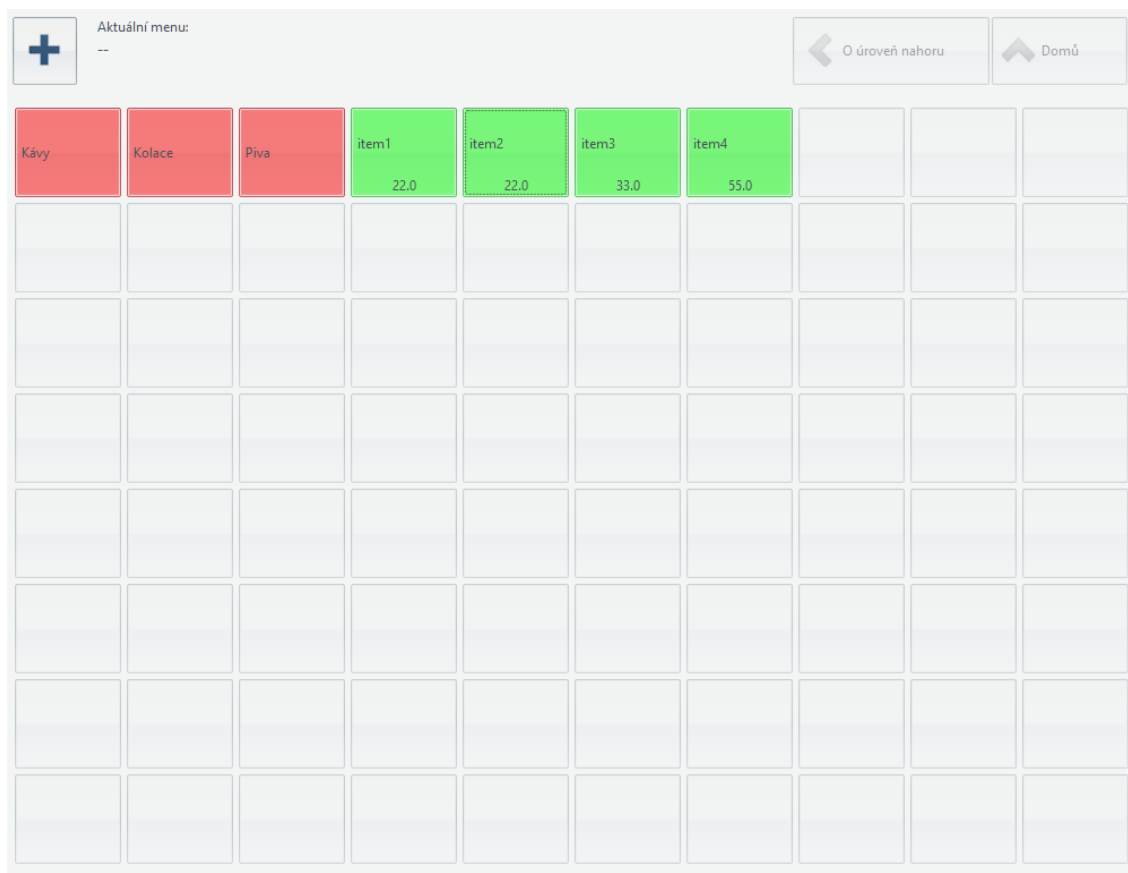 Aktuální menu:
--
O úroveň nahoru
Domů
Kávy
Kolace
Piva
item1
22.0
item2
22.0
item3
33.0
item4
55.0